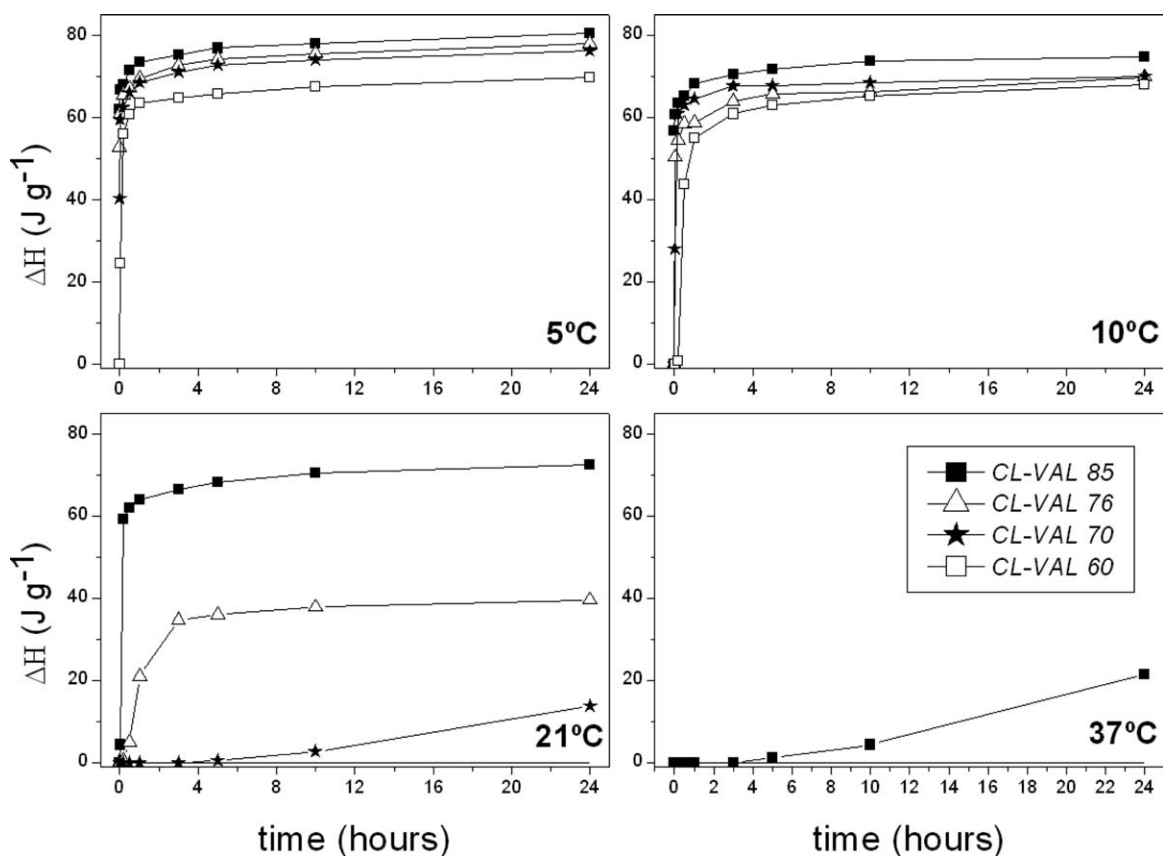 80
60
40
20
0
ΔH (J g⁻¹)
0 4 8 12 16 20 24
5ºC
80
60
40
20
0
0 4 8 12 16 20 24
10ºC
80
60
40
20
0
ΔH (J g⁻¹)
0 4 8 12 16 20 24
21ºC
time (hours)
80
60
40
20
0
CL-VAL 85
CL-VAL 76
CL-VAL 70
CL-VAL 60
37ºC
0 2 4 6 8 10 12 14 16 18 20 22 24
time (hours)